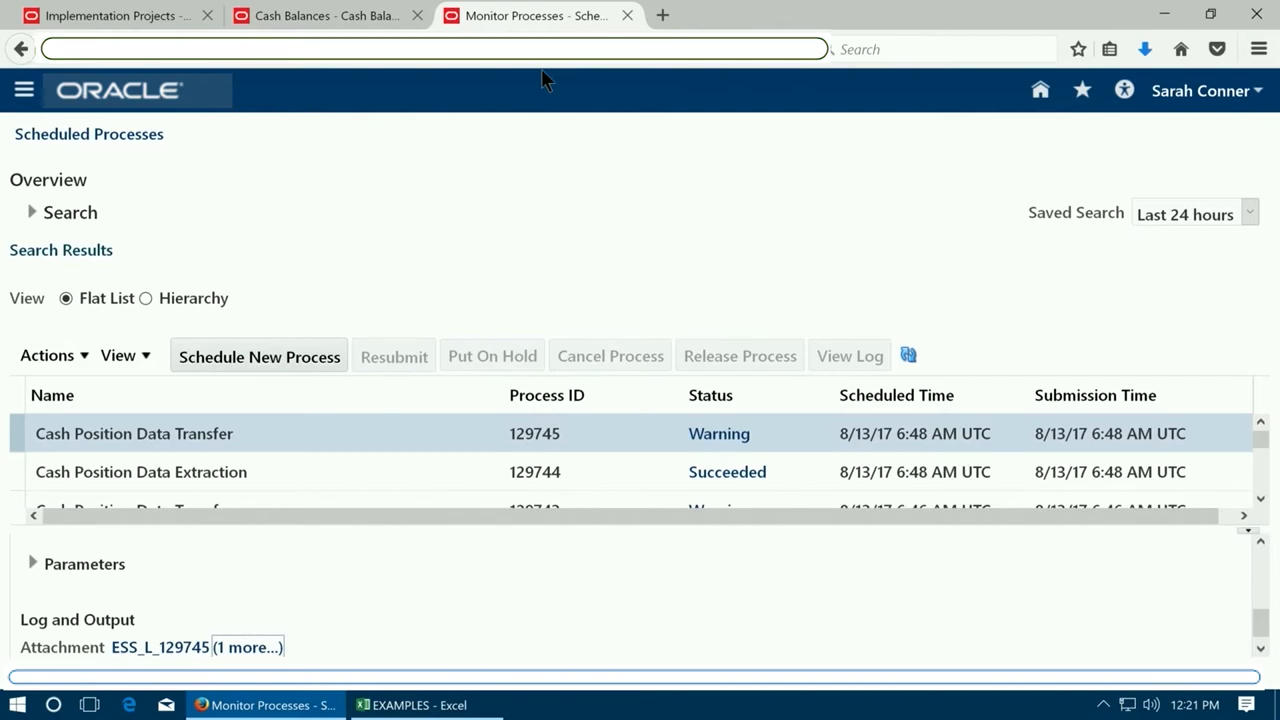 Implementation Projects -...
Cash Balances - Cash Bala...
Monitor Processes - Sche...
Search
ORACLE
Sarah Conner
Scheduled Processes
Overview
Search
Saved Search Last 24 hours
Search Results
View Flat List Hierarchy
Actions View Schedule New Process Resubmit Put On Hold Cancel Process Release Process View Log
Name Process ID Status Scheduled Time Submission Time
Cash Position Data Transfer 129745 Warning 8/13/17 6:48 AM UTC 8/13/17 6:48 AM UTC
Cash Position Data Extraction 129744 Succeeded 8/13/17 6:48 AM UTC 8/13/17 6:48 AM UTC
Parameters
Log and Output
Attachment ESS_L_129745 (1 more...)
Monitor Processes - S...
EXAMPLES - Excel
12:21 PM